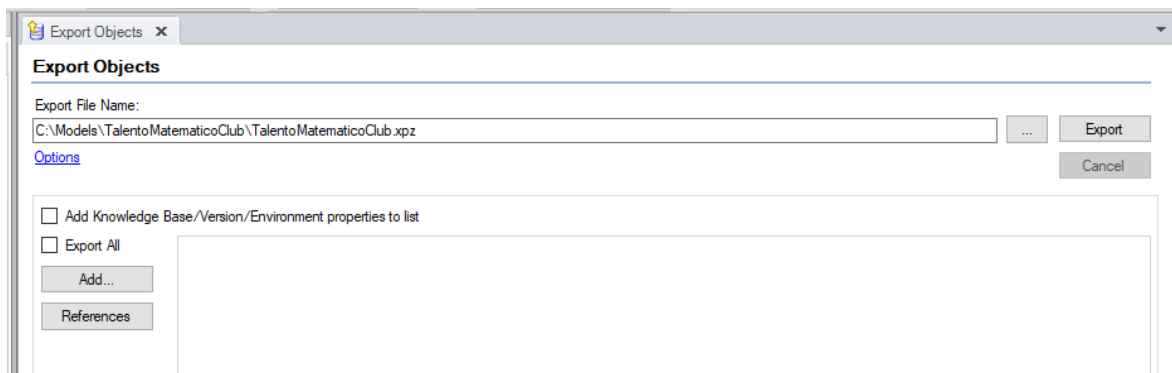 Export Objects
Export Objects
Export File Name:
C:\Models\TalentoMatematicoClub\TalentoMatematicoClub.xpz
... Export
Options
Cancel
Add Knowledge Base/Version/Environment properties to list
Export All
Add...
References